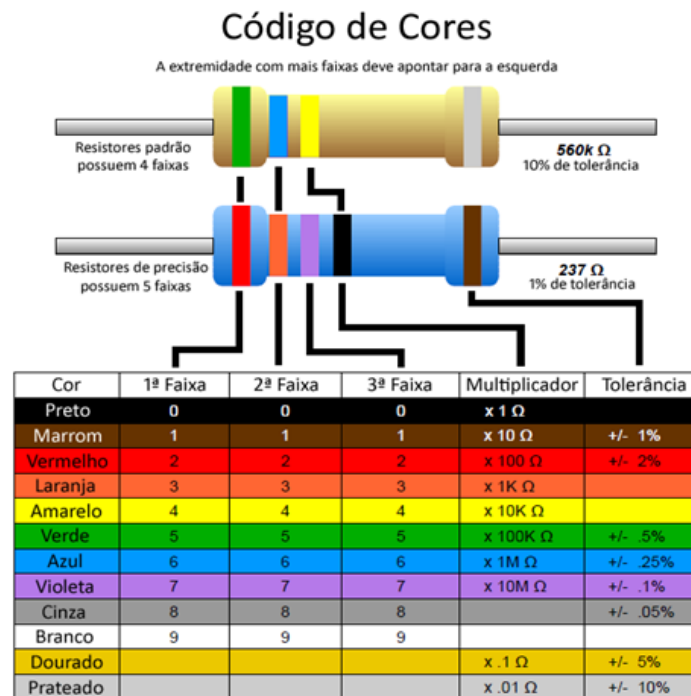 Código de Cores
A extremidade com mais faixas deve apontar para a esquerda
Resistores padrão
possuem 4 faixas
560k Ω
10% de tolerância
Resistores de precisão
possuem 5 faixas
237 Ω
1% de tolerância
Cor 1ª Faixa 2ª Faixa 3ª Faixa Multiplicador Tolerância
Preto 0 0 0 x 1 Ω
Marrom 1 1 1 x 10 Ω +/- 1%
Vermelho 2 2 2 x 100 Ω +/- 2%
Laranja 3 3 3 x 1K Ω
Amarelo 4 4 4 x 10K Ω
Verde 5 5 5 x 100K Ω +/- .5%
Azul 6 6 6 x 1M Ω +/- .25%
Violeta 7 7 7 x 10M Ω +/- .1%
Cinza 8 8 8 +/- .05%
Branco 9 9 9
Dourado x .1 Ω +/- 5%
Prateado x .01 Ω +/- 10%